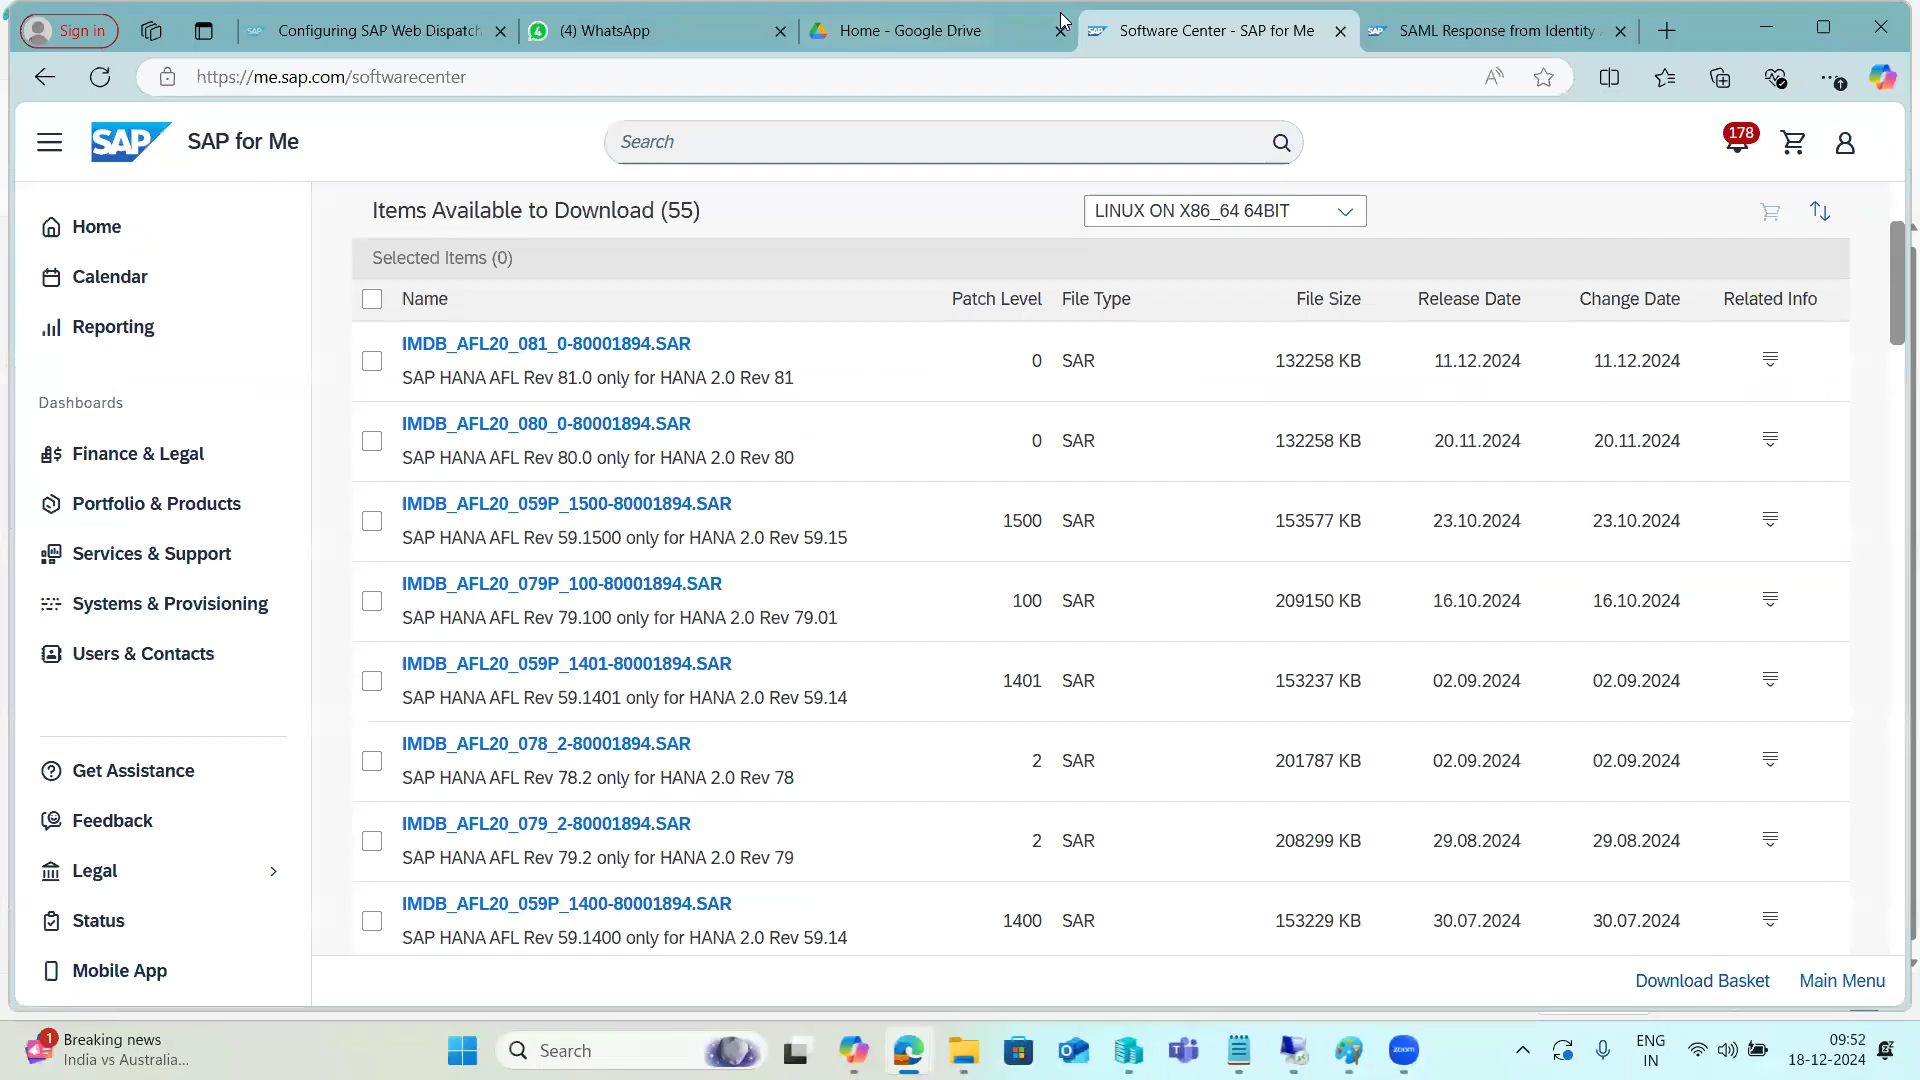 Sign in
Configuring SAP Web Dispatch
(4) WhatsApp
Home - Google Drive
Software Center - SAP for Me
SAML Response from Identity
https://me.sap.com/softwarecenter
SAP
SAP for Me
Search
178
Home
Calendar
Reporting
Dashboards
Finance & Legal
Portfolio & Products
Services & Support
Systems & Provisioning
Users & Contacts
Get Assistance
Feedback
Legal
Status
Mobile App
Items Available to Download (55)
LINUX ON X86_64 64BIT
Selected Items (0)
Name Patch Level File Type File Size Release Date Change Date Related Info
IMDB_AFL20_081_0-80001894.SAR
SAP HANA AFL Rev 81.0 only for HANA 2.0 Rev 81
0 SAR 132258 KB 11.12.2024 11.12.2024
IMDB_AFL20_080_0-80001894.SAR
SAP HANA AFL Rev 80.0 only for HANA 2.0 Rev 80
0 SAR 132258 KB 20.11.2024 20.11.2024
IMDB_AFL20_059P_1500-80001894.SAR
SAP HANA AFL Rev 59.1500 only for HANA 2.0 Rev 59.15
1500 SAR 153577 KB 23.10.2024 23.10.2024
IMDB_AFL20_079P_100-80001894.SAR
SAP HANA AFL Rev 79.100 only for HANA 2.0 Rev 79.01
100 SAR 209150 KB 16.10.2024 16.10.2024
IMDB_AFL20_059P_1401-80001894.SAR
SAP HANA AFL Rev 59.1401 only for HANA 2.0 Rev 59.14
1401 SAR 153237 KB 02.09.2024 02.09.2024
IMDB_AFL20_078_2-80001894.SAR
SAP HANA AFL Rev 78.2 only for HANA 2.0 Rev 78
2 SAR 201787 KB 02.09.2024 02.09.2024
IMDB_AFL20_079_2-80001894.SAR
SAP HANA AFL Rev 79.2 only for HANA 2.0 Rev 79
2 SAR 208299 KB 29.08.2024 29.08.2024
IMDB_AFL20_059P_1400-80001894.SAR
SAP HANA AFL Rev 59.1400 only for HANA 2.0 Rev 59.14
1400 SAR 153229 KB 30.07.2024 30.07.2024
Download Basket
Main Menu
1
Breaking news
India vs Australia...
Search
zoom
ENG
IN
09:52
18-12-2024